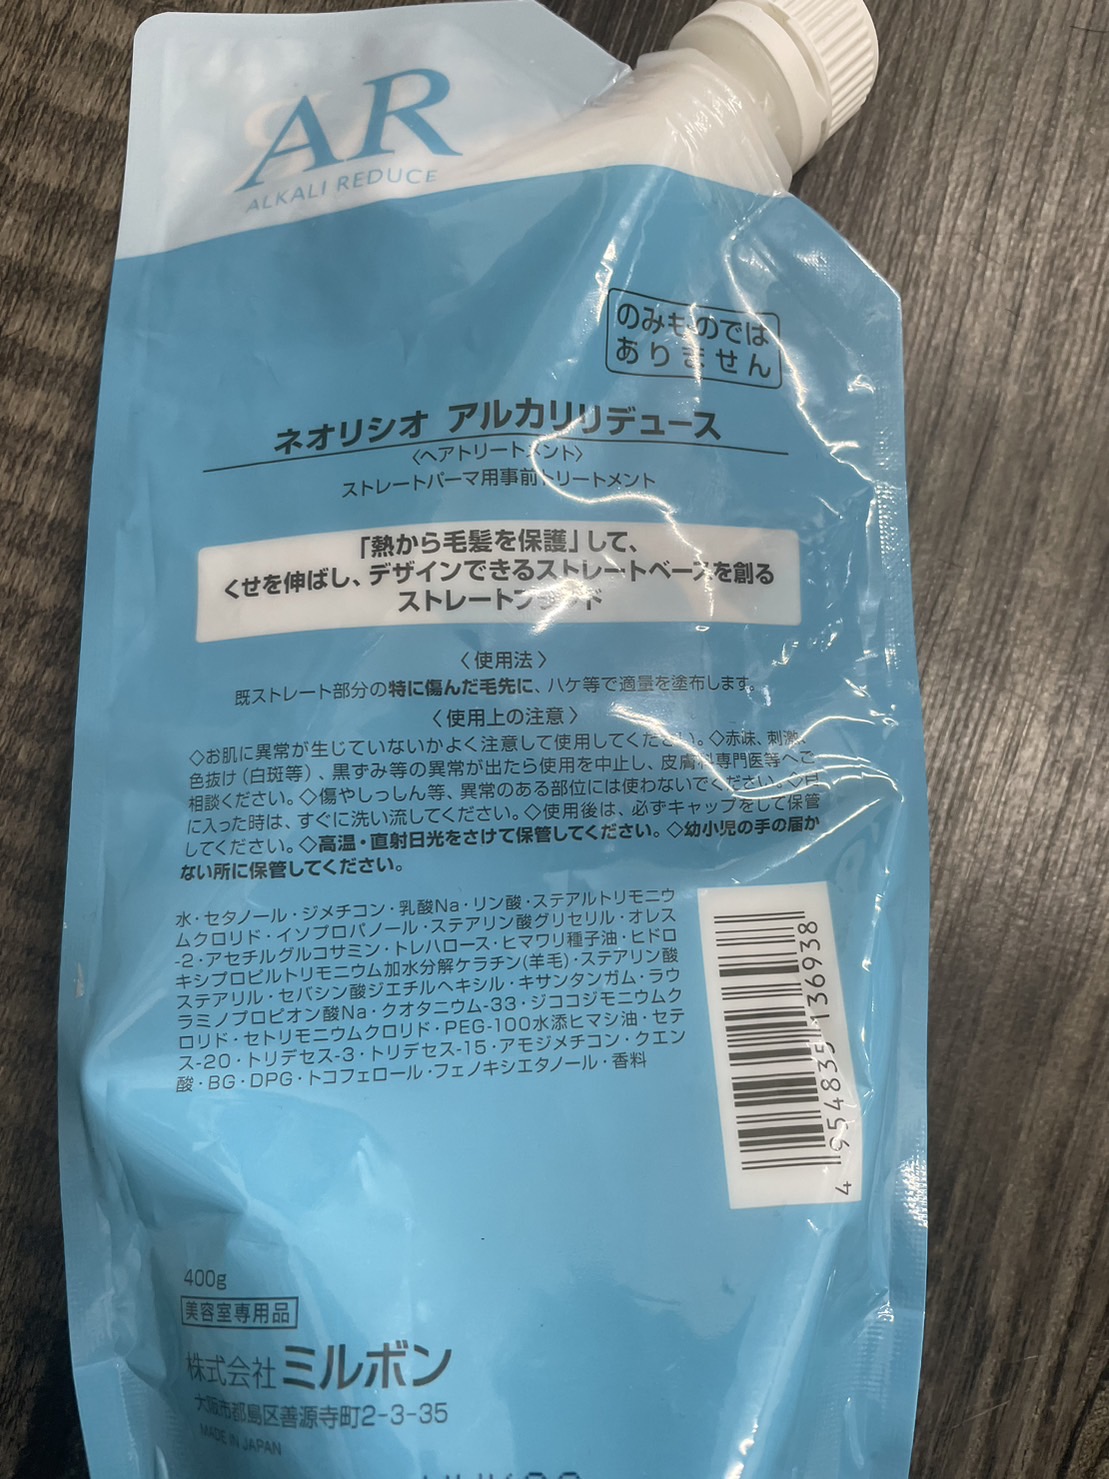 AR
ALKALI REDUCE
のみものでは
ありません
ネオリシオ アルカリリデュース
〈ヘアトリートメント〉
ストレートパーマ用事前トリートメント
「熱から毛髪を保護」して、
くせを伸ばし、デザインできるストレートベースを創る
ストレートブランド
〈使用法〉
既ストレート部分の特に傷んだ毛先に、ハケ等で適量を塗布します。
〈使用上の注意〉
◇お肌に異常が生じていないかよく注意して使用してください。◇赤味、刺激、
色抜け(白斑等)、黒ずみ等の異常が出たら使用を中止し、皮膚科専門医等へご
相談ください。◇傷やしっしん等、異常のある部位には使わないでください。◇目
に入った時は、すぐに洗い流してください。◇使用後は、必ずキャップをして保管
してください。◇高温・直射日光をさけて保管してください。◇幼小児の手の届か
ない所に保管してください。
水・セタノール・ジメチコン・乳酸Na・リン酸・ステアルトリモニウ
ムクロリド・イソプロパノール・ステアリン酸グリセリル・オレス
-2・アセチルグルコサミン・トレハロース・ヒマワリ種子油・ヒドロ
キシプロピルトリモニウム加水分解ケラチン(羊毛)・ステアリン酸
ステアリル・セバシン酸ジエチルヘキシル・キサンタンガム・ラウ
ラミノプロピオン酸Na・クオタニウム-33・ジココジモニウムク
ロリド・セトリモニウムクロリド・PEG-100水添ヒマシ油・セテ
ス-20・トリデセス-3・トリデセス-15・アモジメチコン・クエン
酸・BG・DPG・トコフェロール・フェノキシエタノール・香料
4 954835 136938
400g
美容室専用品
株式会社 ミルボン
大阪市都島区善源寺町2-3-35
MADE IN JAPAN